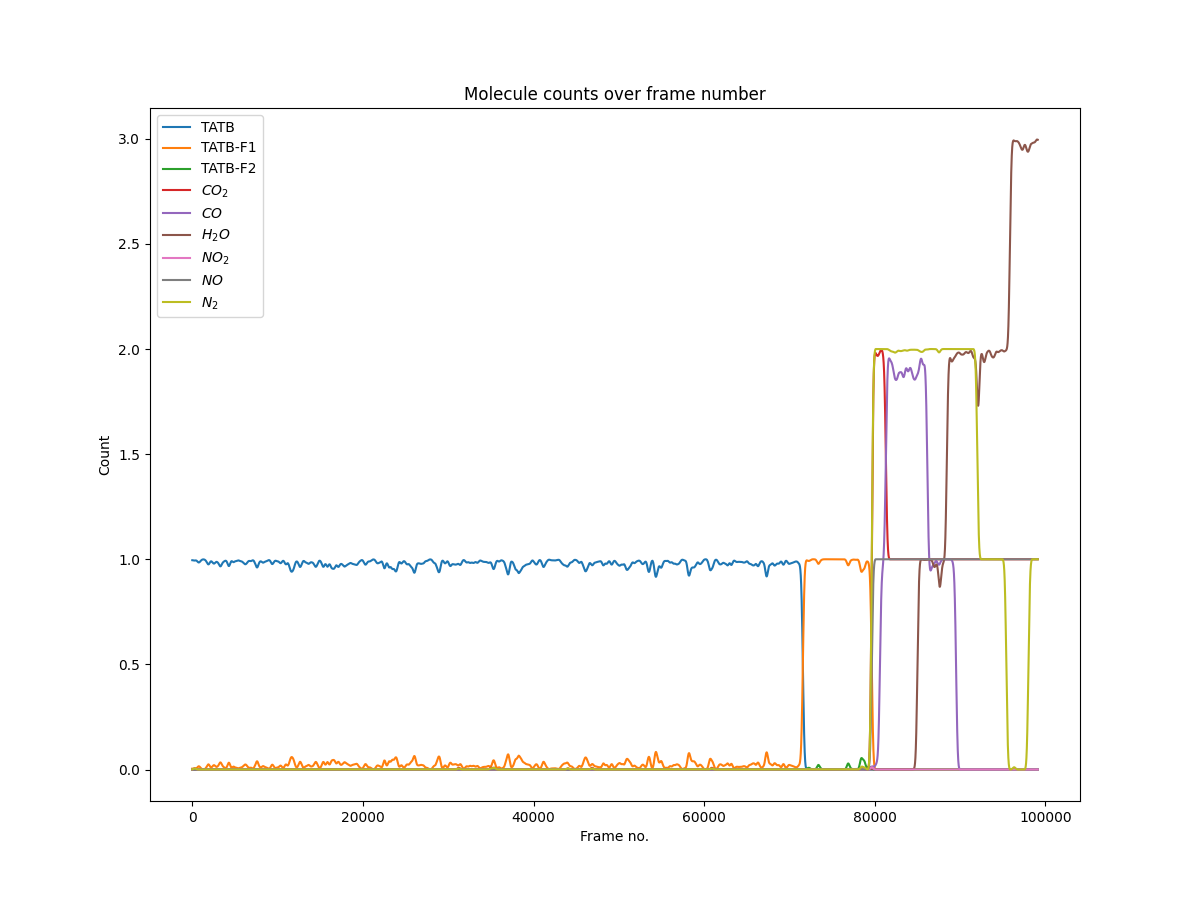 Molecule counts over frame number
TATB
TATB-F1
TATB-F2
CO₂
CO
H₂O
NO₂
NO
N₂
3.0
2.5
2.0
1.5
1.0
0.5
0.0
Count
0 20000 40000 60000 80000 100000
Frame no.